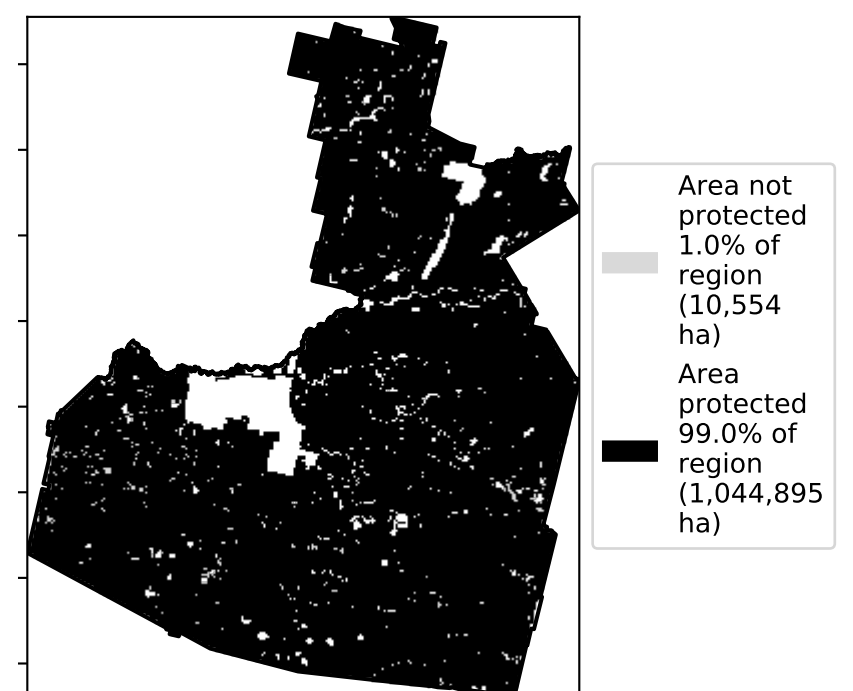 Area not
protected
1.0% of
region
(10,554
ha)
Area
protected
99.0% of
region
(1,044,895
ha)